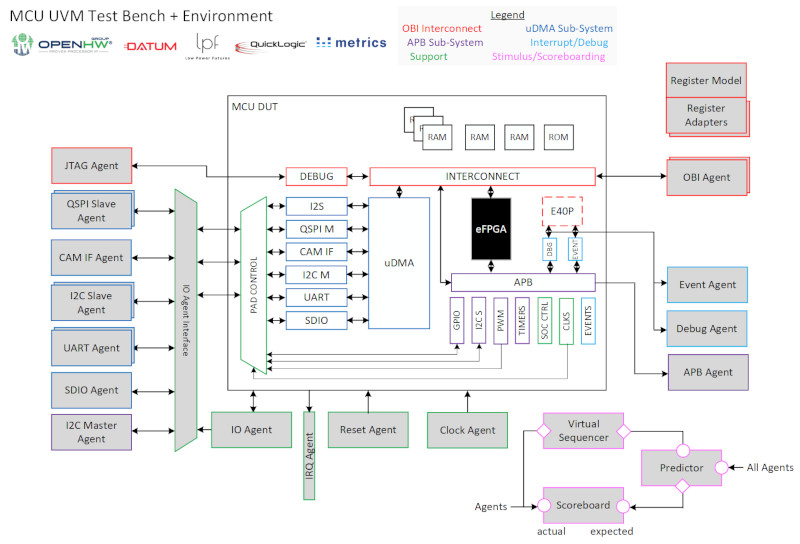 MCU UVM Test Bench + Environment
OPENHW GROUP
PROVEN PROCESSOR IP
DATUM
lpf
Low Power Futures
QuickLogic
metrics
Legend
OBI Interconnect
uDMA Sub-System
APB Sub-System
Interrupt/Debug
Support
Stimulus/Scoreboarding
Register Model
Register
Adapters
MCU DUT
RAM
RAM
RAM
ROM
JTAG Agent
DEBUG
INTERCONNECT
OBI Agent
QSPI Slave
Agent
CAM IF Agent
I2C Slave
Agent
UART Agent
SDIO Agent
I2C Master
Agent
IO Agent Interface
PAD CONTROL
I2S
QSPI M
CAM IF
I2C M
UART
SDIO
uDMA
eFPGA
E40P
DBG
EVENT
APB
GPIO
I2C S
PWM
TIMERS
SOC CTRL
CLKS
EVENTS
Event Agent
Debug Agent
APB Agent
IO Agent
IRQ Agent
Reset Agent
Clock Agent
Virtual
Sequencer
Predictor
All Agents
Agents
Scoreboard
actual
expected